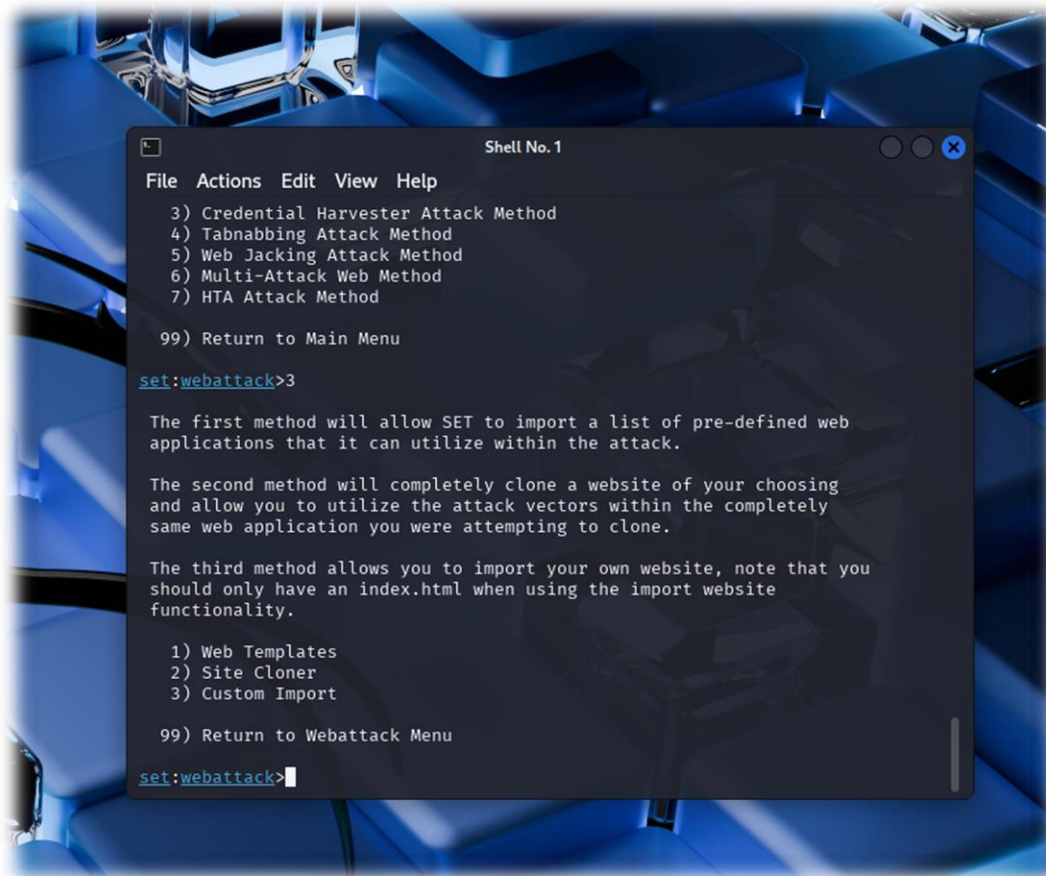 Shell No. 1
File Actions Edit View Help
3) Credential Harvester Attack Method
4) Tabnabbing Attack Method
5) Web Jacking Attack Method
6) Multi-Attack Web Method
7) HTA Attack Method
99) Return to Main Menu
set:webattack>3
The first method will allow SET to import a list of pre-defined web
applications that it can utilize within the attack.
The second method will completely clone a website of your choosing
and allow you to utilize the attack vectors within the completely
same web application you were attempting to clone.
The third method allows you to import your own website, note that you
should only have an index.html when using the import website
functionality.
1) Web Templates
2) Site Cloner
3) Custom Import
99) Return to Webattack Menu
set:webattack>